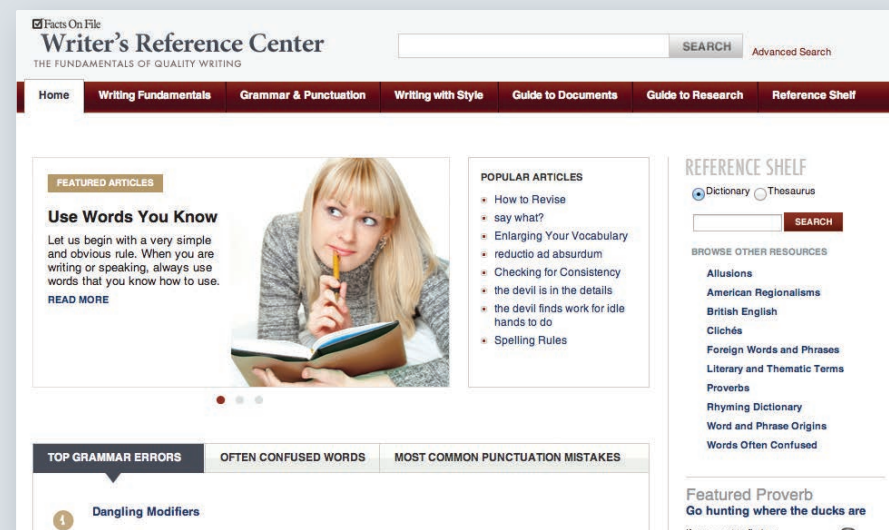 Facts On File
Writer's Reference Center
THE FUNDAMENTALS OF QUALITY WRITING
SEARCH
Advanced Search
Home
Writing Fundamentals
Grammar & Punctuation
Writing with Style
Guide to Documents
Guide to Research
Reference Shelf
FEATURED ARTICLES
Use Words You Know
Let us begin with a very simple
and obvious rule. When you are
writing or speaking, always use
words that you know how to use.
READ MORE
POPULAR ARTICLES
How to Revise
say what?
Enlarging Your Vocabulary
reductio ad absurdum
Checking for Consistency
the devil is in the details
the devil finds work for idle
hands to do
Spelling Rules
REFERENCE SHELF
Dictionary
Thesaurus
SEARCH
BROWSE OTHER RESOURCES
Allusions
American Regionalisms
British English
Clichés
Foreign Words and Phrases
Literary and Thematic Terms
Proverbs
Rhyming Dictionary
Word and Phrase Origins
Words Often Confused
TOP GRAMMAR ERRORS
OFTEN CONFUSED WORDS
MOST COMMON PUNCTUATION MISTAKES
Dangling Modifiers
Featured Proverb
Go hunting where the ducks are